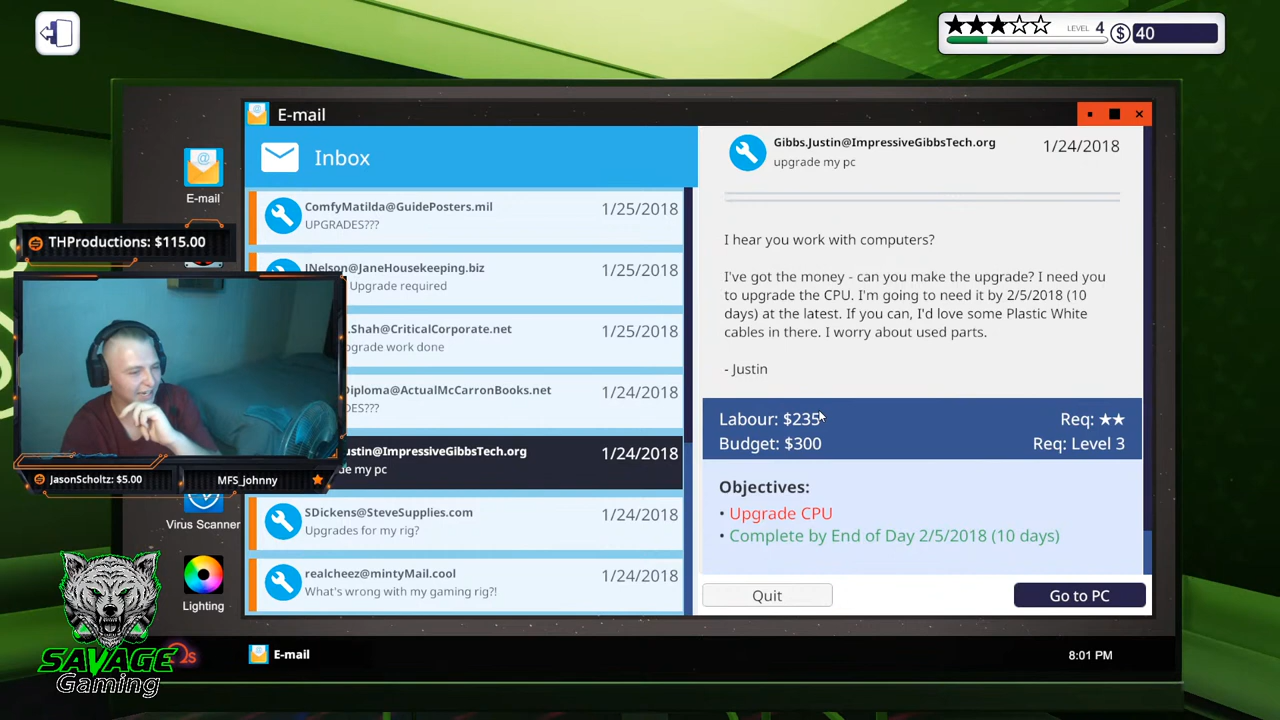 LEVEL 4
$ 40
E-mail
Inbox
E-mail
THProductions: $115.00
ComfyMatilda@GuidePosters.mil
1/25/2018
UPGRADES???
JNelson@JaneHousekeeping.biz
1/25/2018
Upgrade required
.Shah@CriticalCorporate.net
1/25/2018
pgrade work done
Diploma@ActualMcCarronBooks.net
1/24/2018
DES???
ustin@ImpressiveGibbsTech.org
1/24/2018
de my pc
SDickens@SteveSupplies.com
1/24/2018
Upgrades for my rig?
realcheez@mintyMail.cool
1/24/2018
What's wrong with my gaming rig?!
JasonScholtz: $5.00
MFS_johnny
Virus Scanner
Lighting
SAVAGE
Gaming
Gibbs.Justin@ImpressiveGibbsTech.org
1/24/2018
upgrade my pc
I hear you work with computers?
I've got the money - can you make the upgrade? I need you
to upgrade the CPU. I'm going to need it by 2/5/2018 (10
days) at the latest. If you can, I'd love some Plastic White
cables in there. I worry about used parts.
- Justin
Labour: $235
Req: ★★
Budget: $300
Req: Level 3
Objectives:
• Upgrade CPU
• Complete by End of Day 2/5/2018 (10 days)
Quit
Go to PC
E-mail
8:01 PM